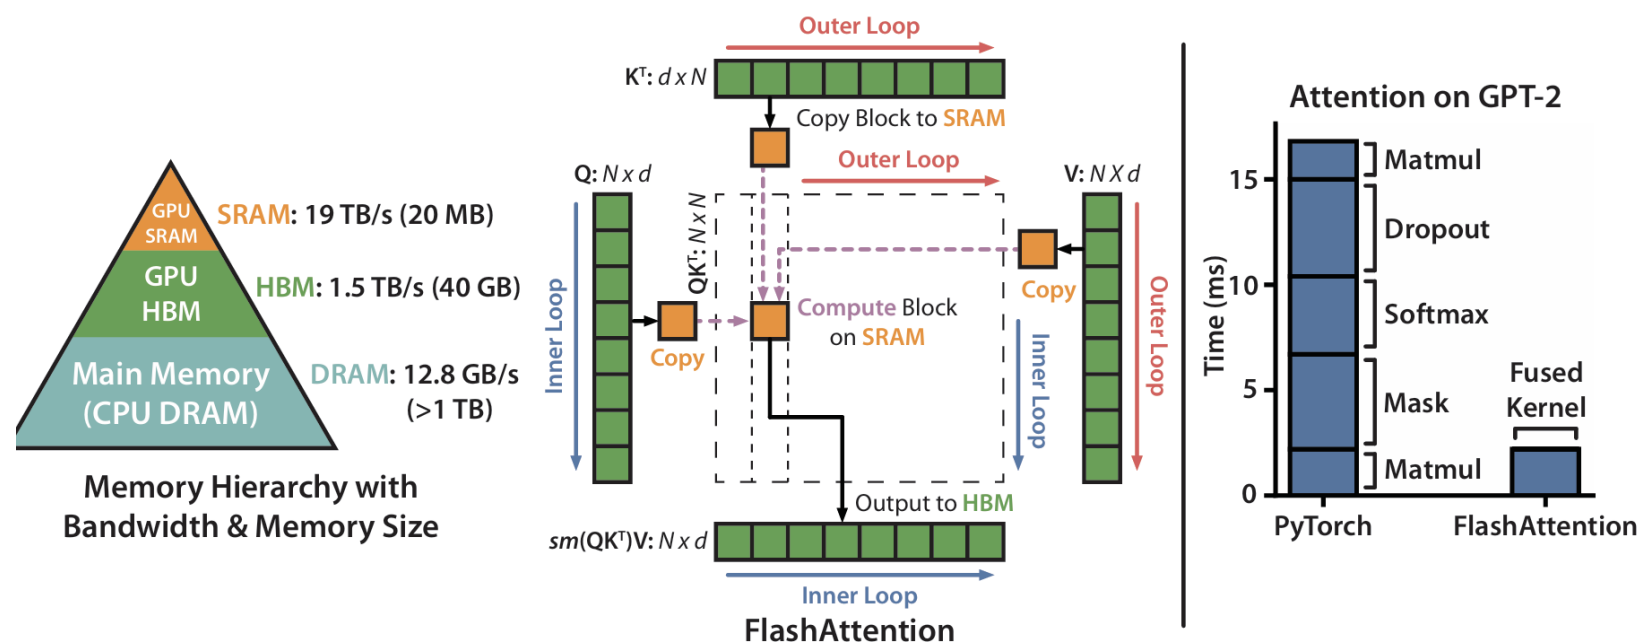 GPU
SRAM
SRAM: 19 TB/s (20 MB)
GPU
HBM
HBM: 1.5 TB/s (40 GB)
Main Memory
(CPU DRAM)
DRAM: 12.8 GB/s
(>1 TB)
Memory Hierarchy with
Bandwidth & Memory Size
Outer Loop
Kᵀ: d x N
Copy Block to SRAM
Outer Loop
Q: N x d
V: N X d
QKᵀ: N x N
Copy
Inner Loop
Copy
Compute Block
on SRAM
Inner Loop
Outer Loop
Output to HBM
sm(QKᵀ)V: N x d
Inner Loop
FlashAttention
Attention on GPT-2
Time (ms)
15
10
5
0
Matmul
Dropout
Softmax
Mask
Matmul
Fused
Kernel
PyTorch
FlashAttention